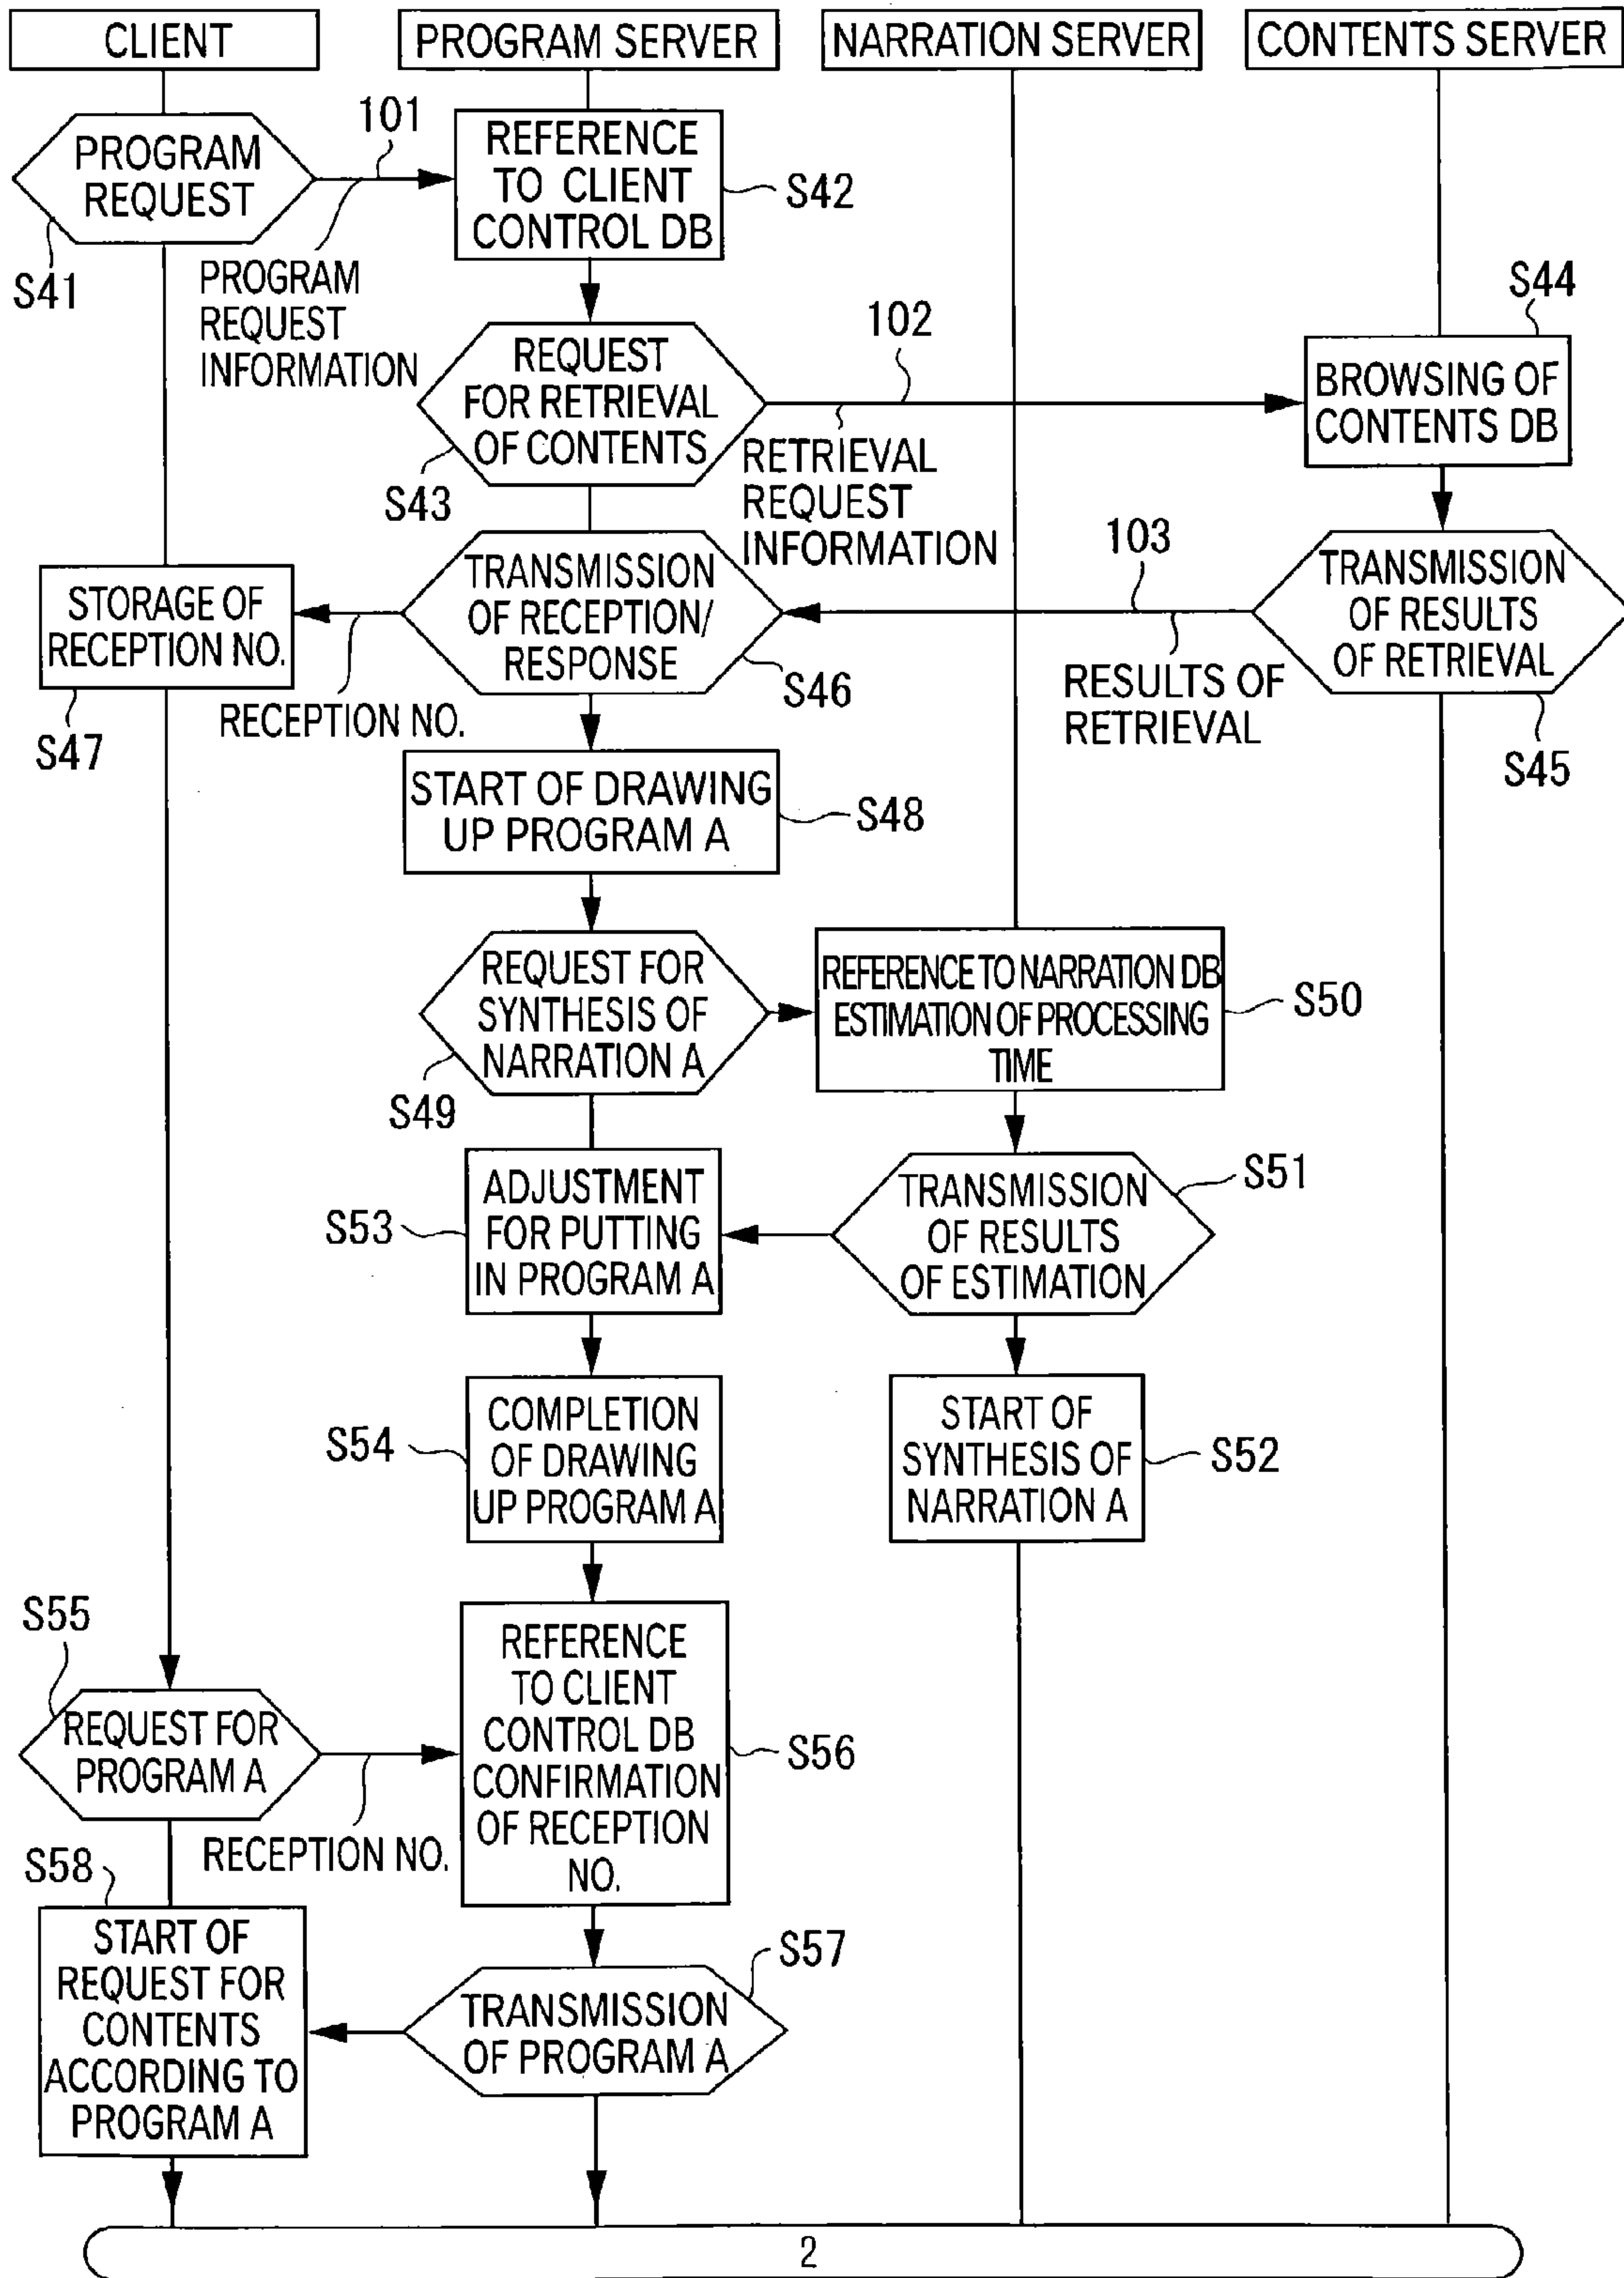 CLIENT
PROGRAM SERVER
NARRATION SERVER
CONTENTS SERVER
PROGRAM
REQUEST
S41
101
PROGRAM
REQUEST
INFORMATION
REFERENCE
TO CLIENT
CONTROL DB
S42
REQUEST
FOR RETRIEVAL
OF CONTENTS
S43
102
RETRIEVAL
REQUEST
INFORMATION
S44
BROWSING OF
CONTENTS DB
TRANSMISSION
OF RESULTS
OF RETRIEVAL
S45
103
RESULTS OF
RETRIEVAL
TRANSMISSION
OF RECEPTION/
RESPONSE
S46
RECEPTION NO.
STORAGE OF
RECEPTION NO.
S47
START OF DRAWING
UP PROGRAM A
S48
REQUEST FOR
SYNTHESIS OF
NARRATION A
S49
REFERENCE TO NARRATION DB
ESTIMATION OF PROCESSING
TIME
S50
TRANSMISSION
OF RESULTS
OF ESTIMATION
S51
START OF
SYNTHESIS OF
NARRATION A
S52
S53
ADJUSTMENT
FOR PUTTING
IN PROGRAM A
S54
COMPLETION
OF DRAWING
UP PROGRAM A
S55
REQUEST FOR
PROGRAM A
RECEPTION NO.
REFERENCE
TO CLIENT
CONTROL DB
CONFIRMATION
OF RECEPTION
NO.
S56
S57
TRANSMISSION
OF PROGRAM A
S58
START OF
REQUEST FOR
CONTENTS
ACCORDING TO
PROGRAM A
2